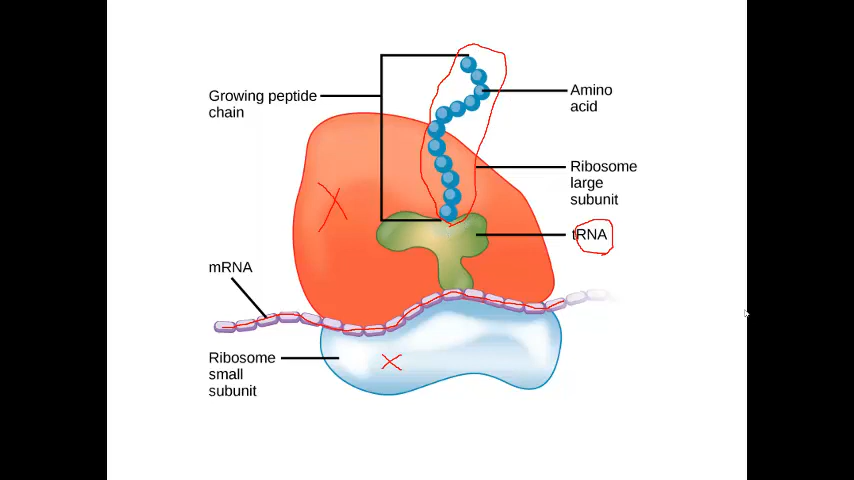 Growing peptide
chain
Amino
acid
Ribosome
large
subunit
tRNA
mRNA
Ribosome
small
subunit